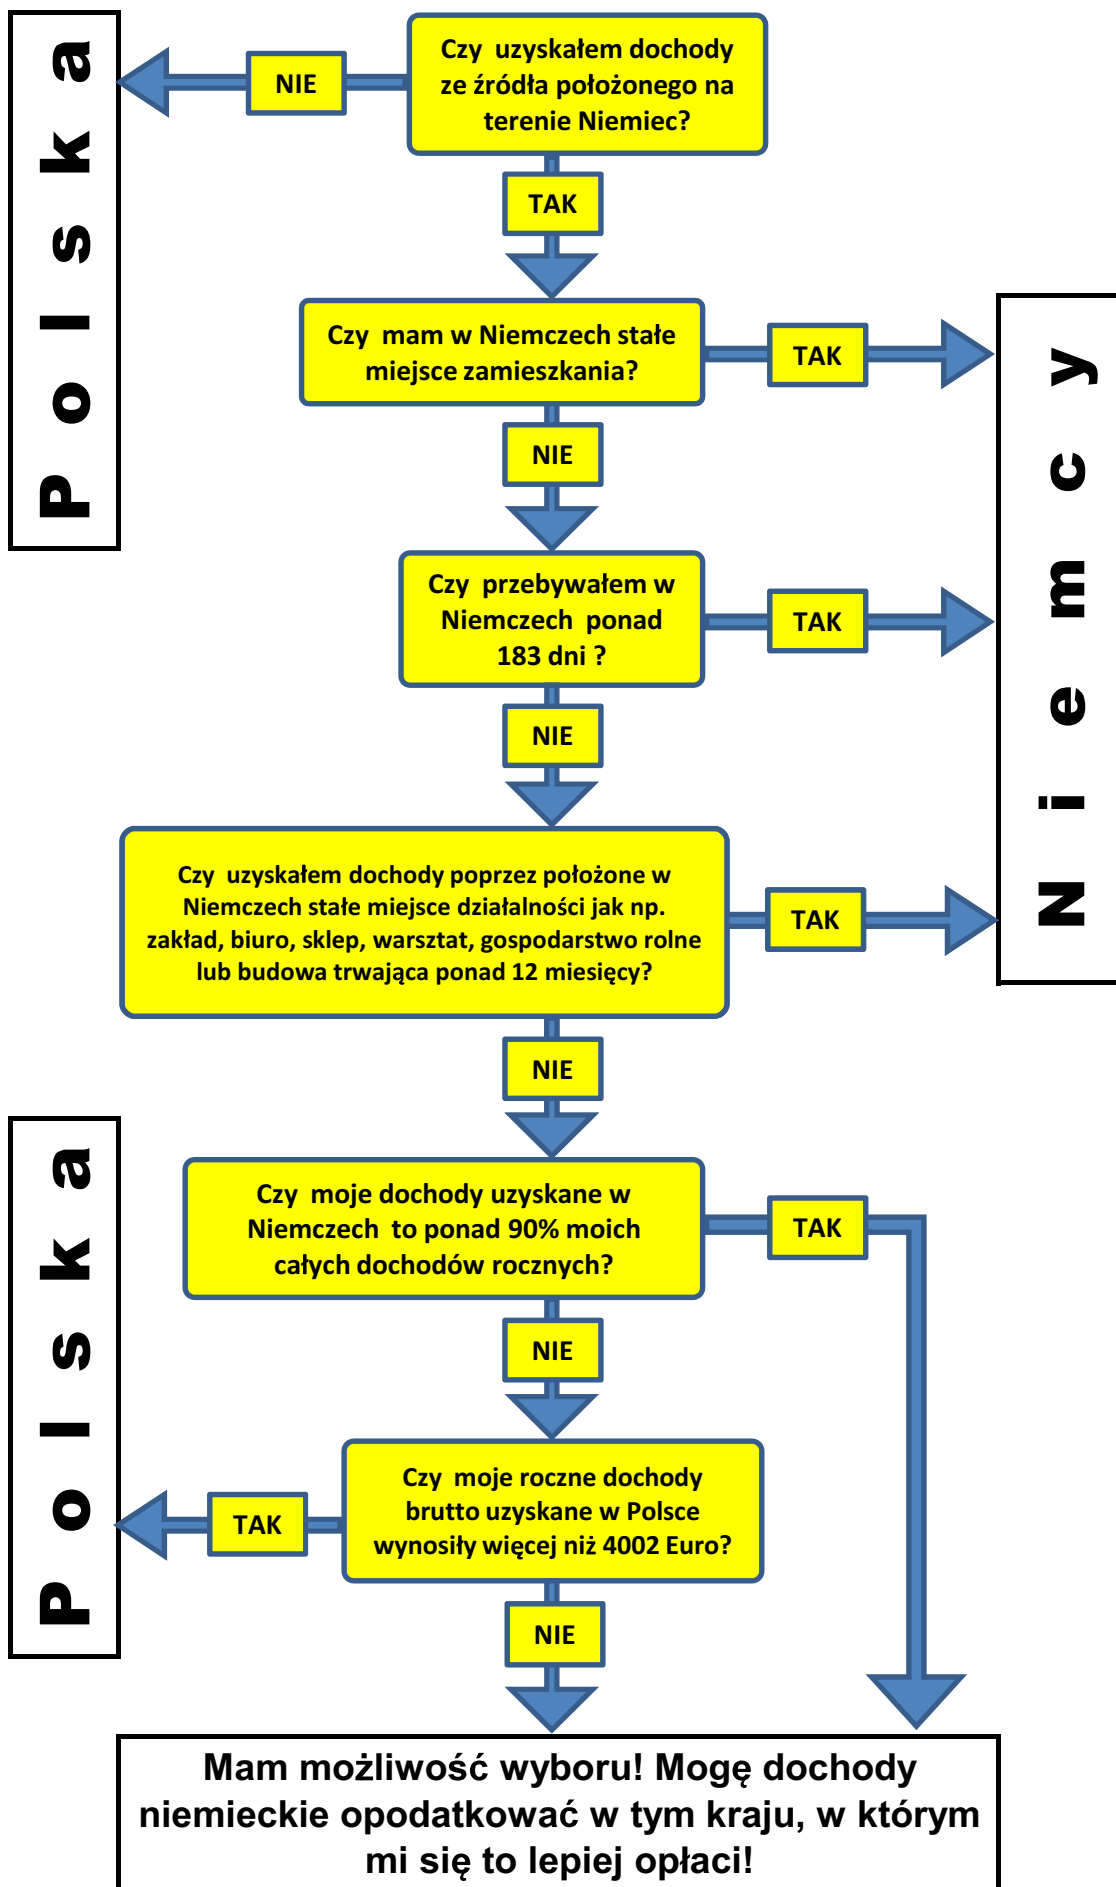 Polska
Czy uzyskałem dochody
ze źródła położonego na
terenie Niemiec?
NIE
TAK
Niemcy
Czy mam w Niemczech stałe
miejsce zamieszkania?
TAK
NIE
Czy przebywałem w
Niemczech ponad
183 dni ?
TAK
NIE
Czy uzyskałem dochody poprzez położone w
Niemczech stałe miejsce działalności jak np.
zakład, biuro, sklep, warsztat, gospodarstwo rolne
lub budowa trwająca ponad 12 miesięcy?
TAK
NIE
Polska
Czy moje dochody uzyskane w
Niemczech to ponad 90% moich
całych dochodów rocznych?
TAK
NIE
Czy moje roczne dochody
brutto uzyskane w Polsce
wynosiły więcej niż 4002 Euro?
TAK
NIE
Mam możliwość wyboru! Mogę dochody
niemieckie opodatkować w tym kraju, w którym
mi się to lepiej opłaci!